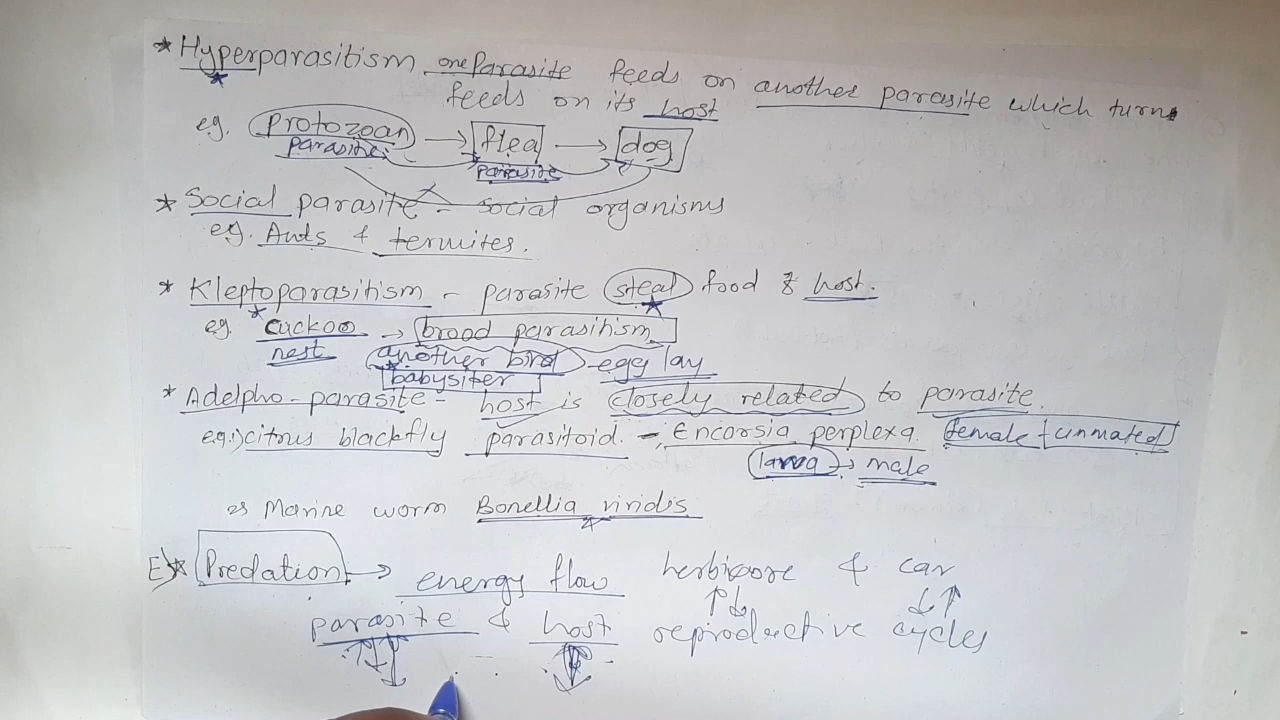 * Hyperparasitism one Parasite feeds on another parasite which turns
feeds on its host
eg. Protozoan → flea → dog
parasite parasite
* Social parasite - social organisms
eg. Ants & termites.
* Kleptoparasitism - parasite steal food & host.
eg. cuckoo → brood parasitism
nest another bird - egg lay
babysiter
* Adelpho-parasite - host is closely related to parasite.
e.g. 1) citrus blackfly parasitoid. - Encarsia perplexa. female + unmated
larva → male
2) Marine worm Bonellia viridis
E) * Predation → energy flow herbivore & car
parasite & host reproductive cycles